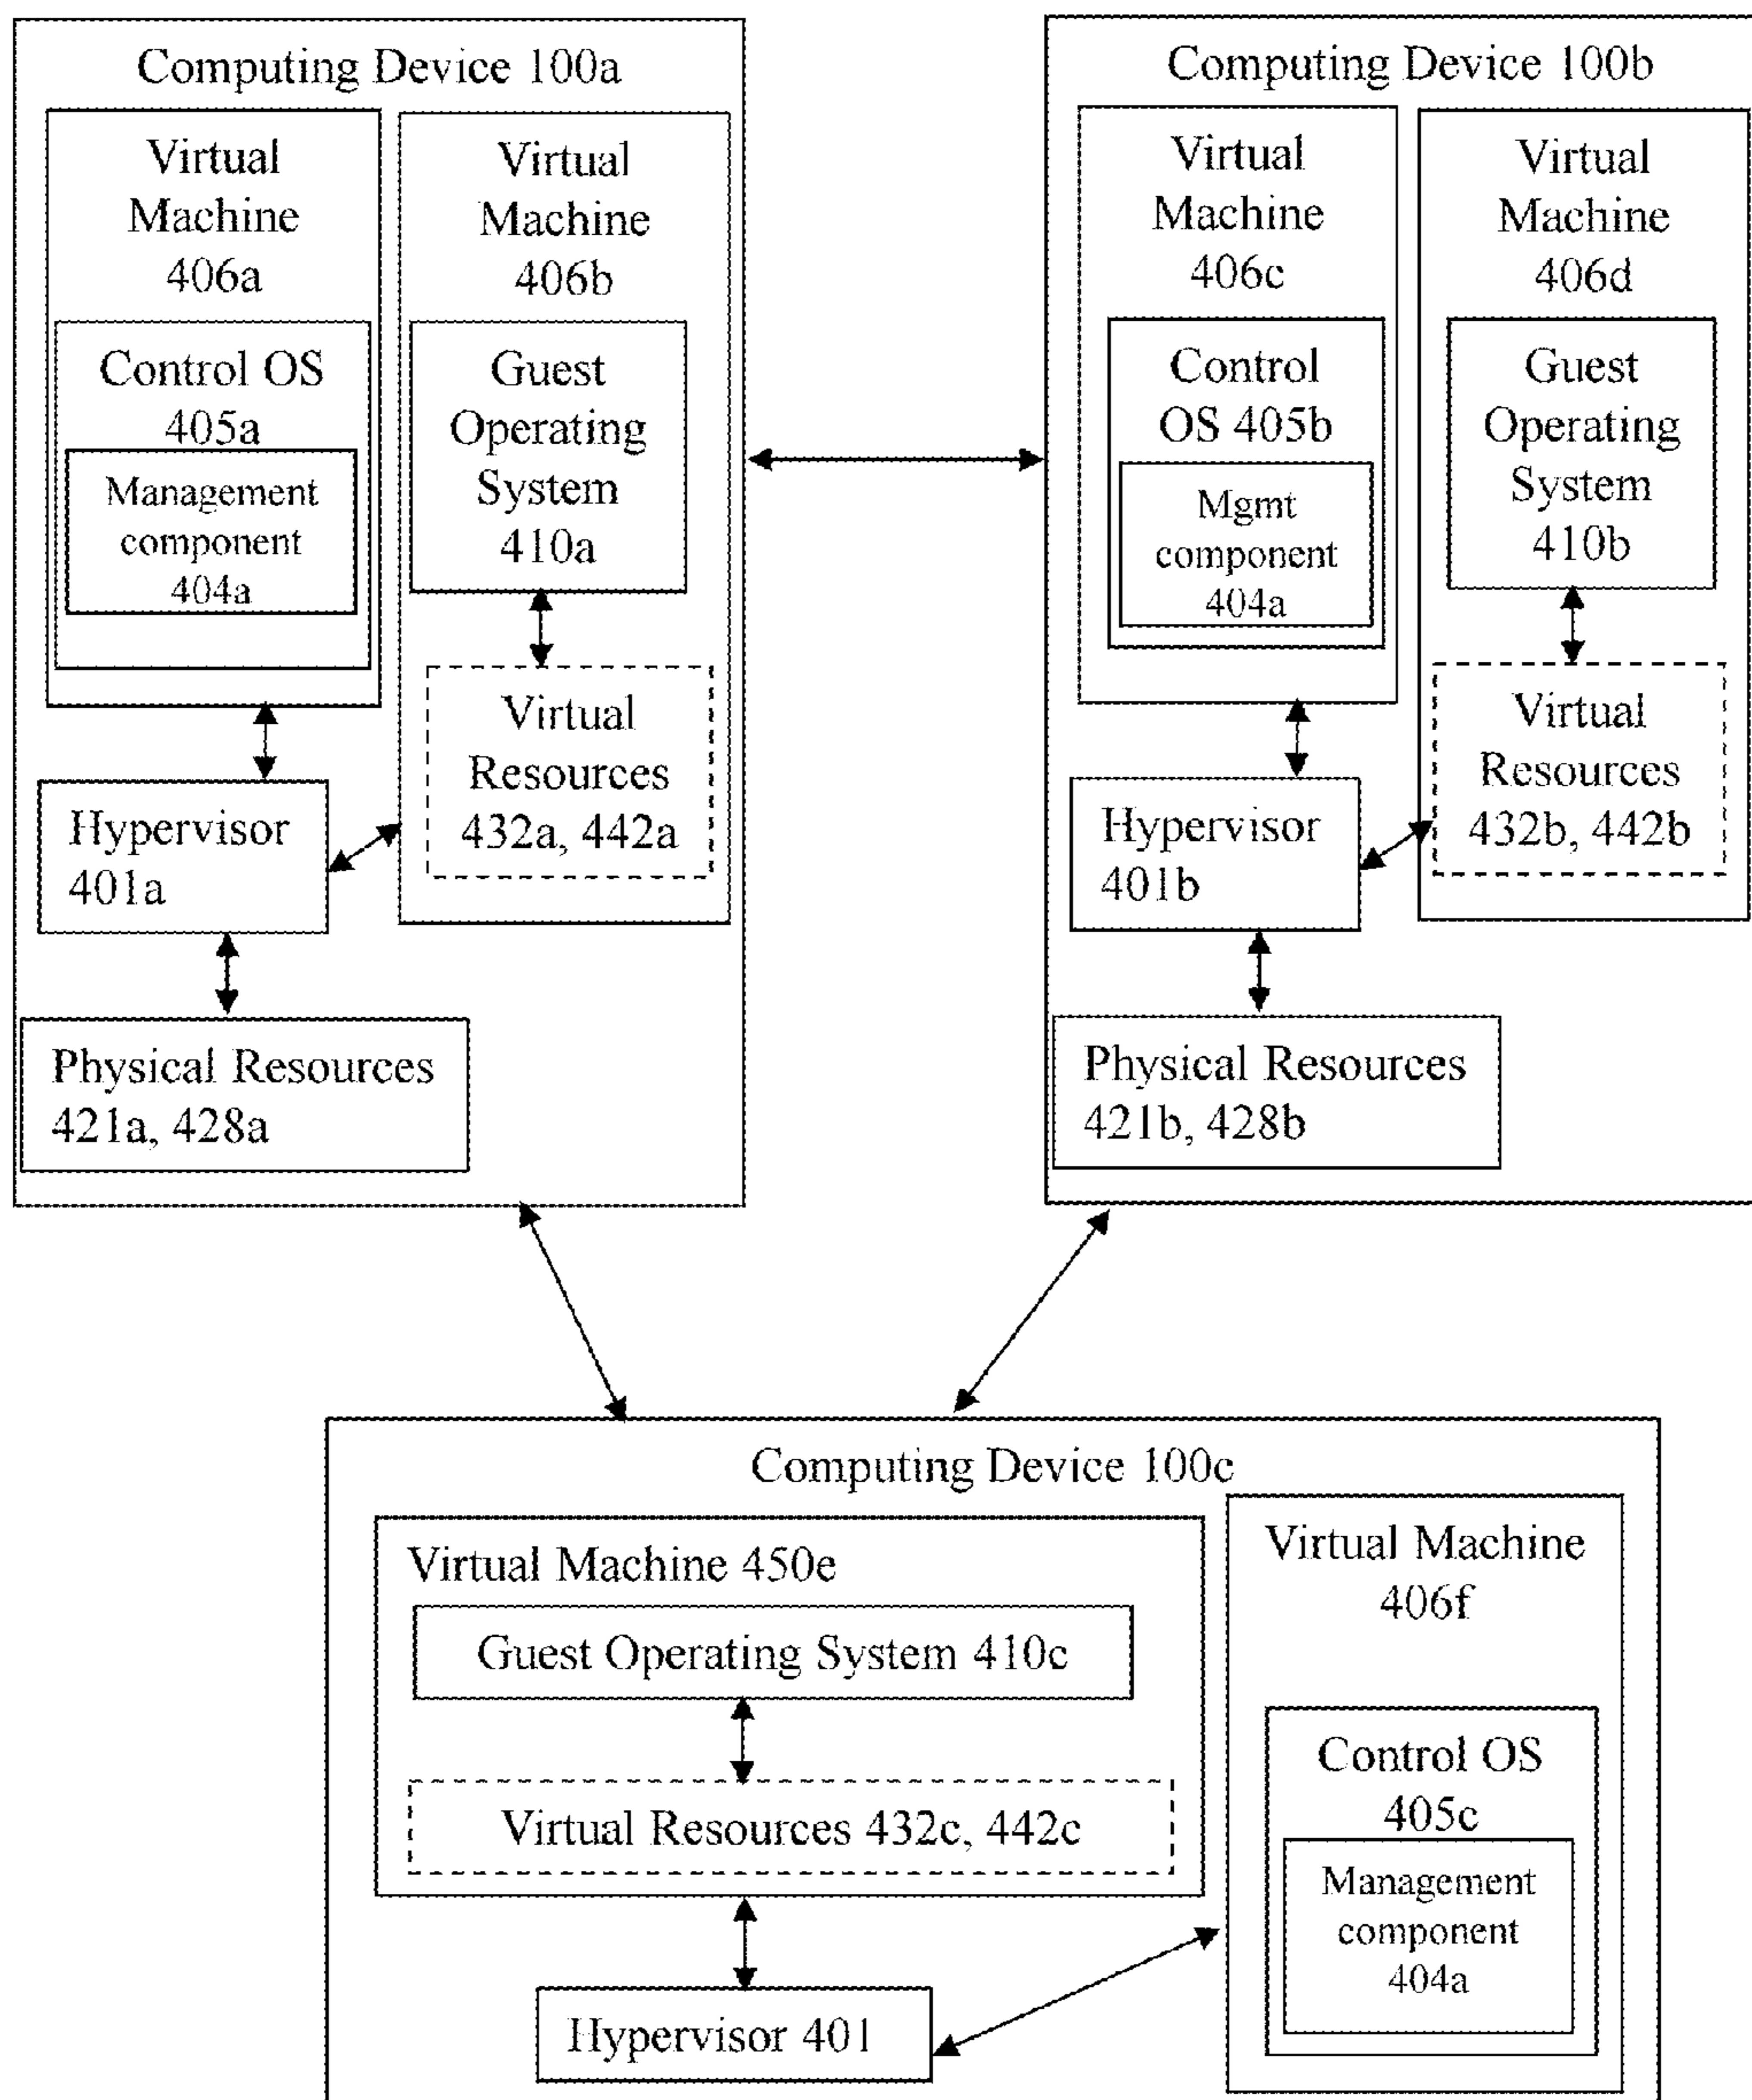 Computing Device 100a
Virtual
Machine
406a
Control OS
405a
Management
component
404a
Virtual
Machine
406b
Guest
Operating
System
410a
Virtual
Resources
432a, 442a
Hypervisor
401a
Physical Resources
421a, 428a
Computing Device 100b
Virtual
Machine
406c
Control
OS 405b
Mgmt
component
404a
Virtual
Machine
406d
Guest
Operating
System
410b
Virtual
Resources
432b, 442b
Hypervisor
401b
Physical Resources
421b, 428b
Computing Device 100c
Virtual Machine 450e
Guest Operating System 410c
Virtual Resources 432c, 442c
Hypervisor 401
Virtual Machine
406f
Control OS
405c
Management
component
404a